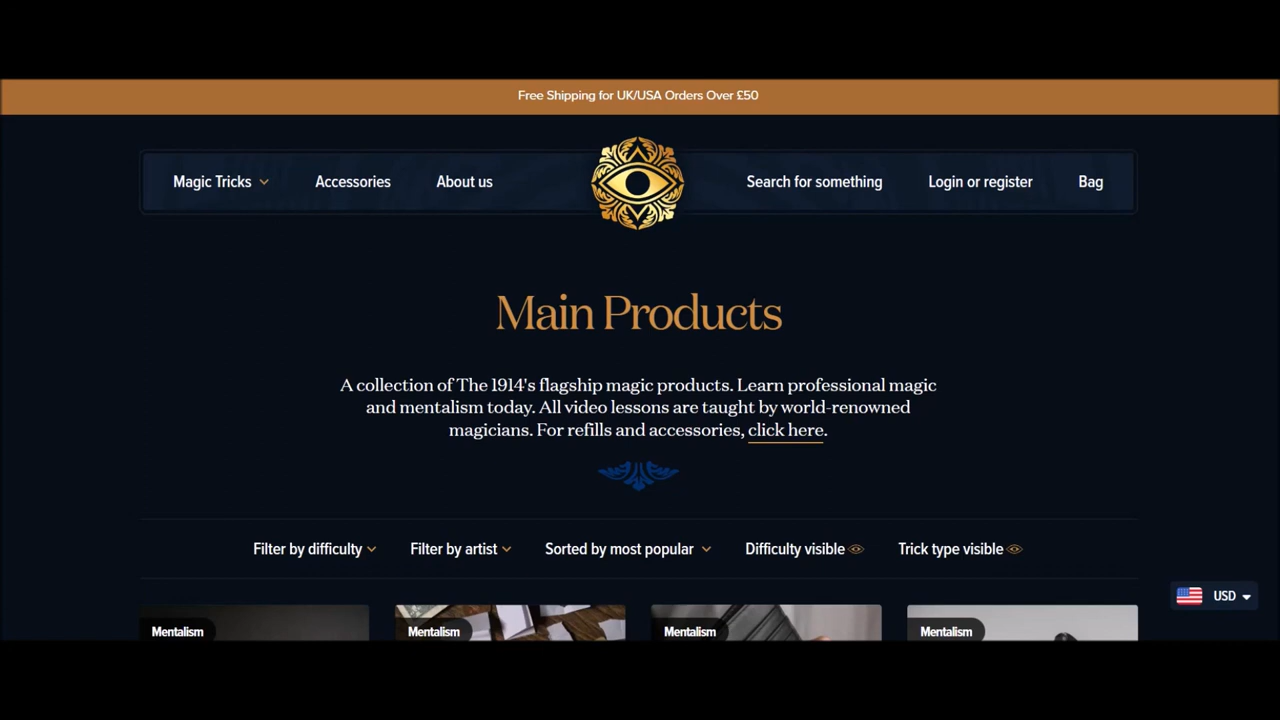 Free Shipping for UK/USA Orders Over £50
Magic Tricks Accessories About us Search for something Login or register Bag
Main Products
A collection of The 1914's flagship magic products. Learn professional magic
and mentalism today. All video lessons are taught by world-renowned
magicians. For refills and accessories, click here.
Filter by difficulty Filter by artist Sorted by most popular Difficulty visible Trick type visible
USD
Mentalism Mentalism Mentalism Mentalism